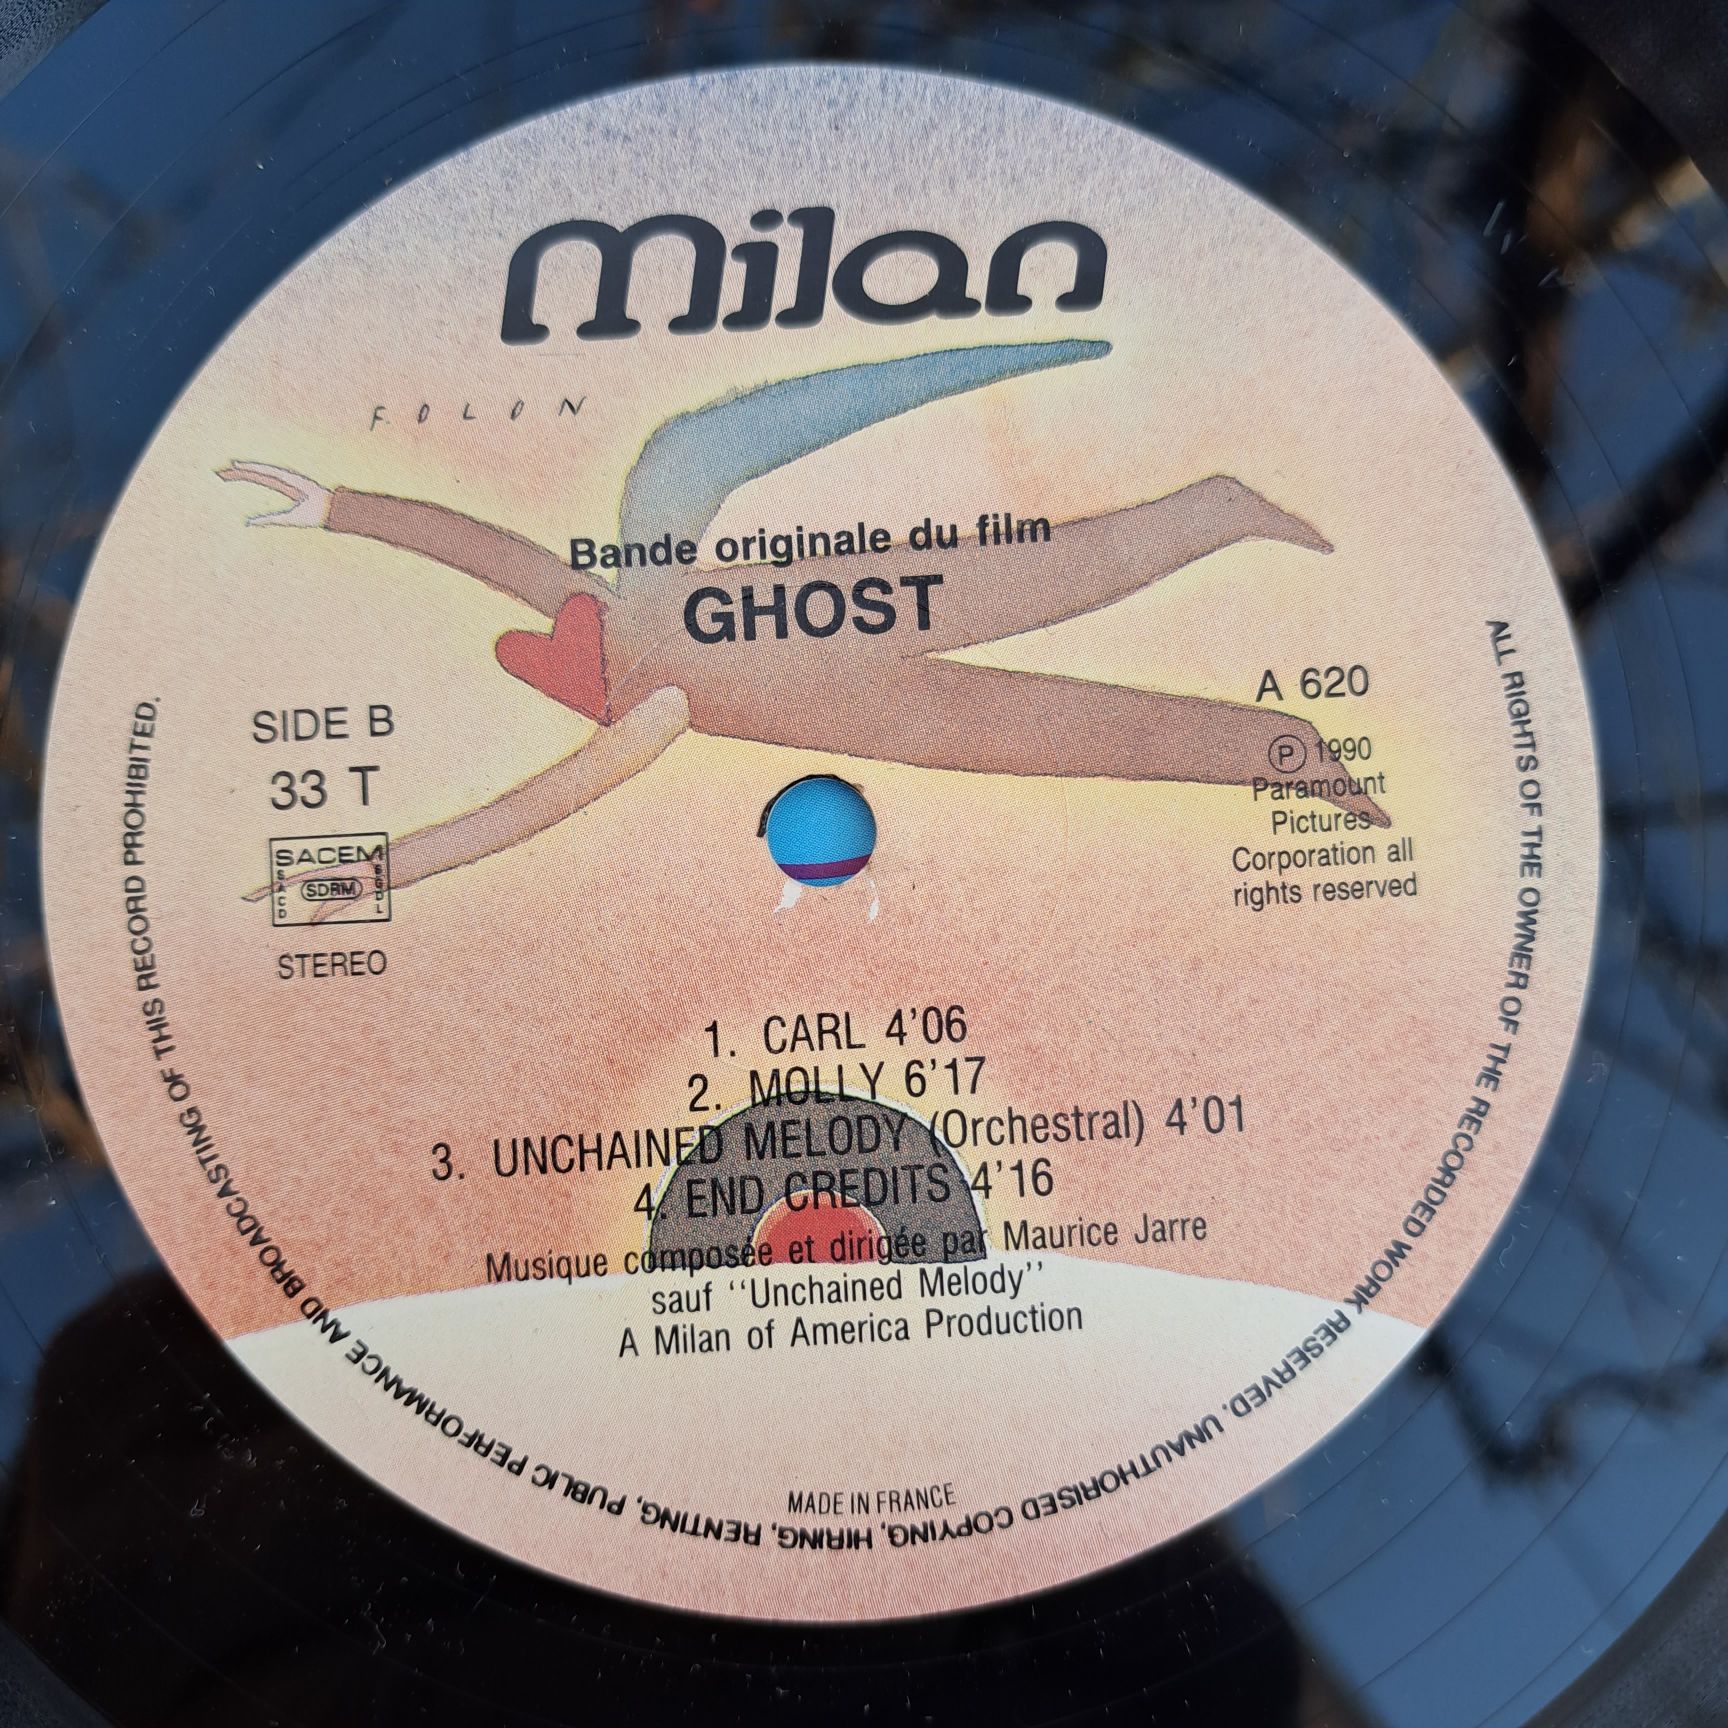 milan
FOLON
Bande originale du film
GHOST
SIDE B
33 T
SACEM
SACD
SDRM
SGDL
STEREO
A 620
Ⓟ 1990
Paramount
Pictures
Corporation all
rights reserved
1. CARL 4'06
2. MOLLY 6'17
3. UNCHAINED MELODY (Orchestral) 4'01
4. END CREDITS 4'16
Musique composée et dirigée par Maurice Jarre
sauf ‘‘Unchained Melody’’
A Milan of America Production
MADE IN FRANCE
ALL RIGHTS OF THE OWNER OF THE RECORDED WORK RESERVED. UNAUTHORISED COPYING, HIRING, RENTING, PUBLIC PERFORMANCE AND BROADCASTING OF THIS RECORD PROHIBITED.